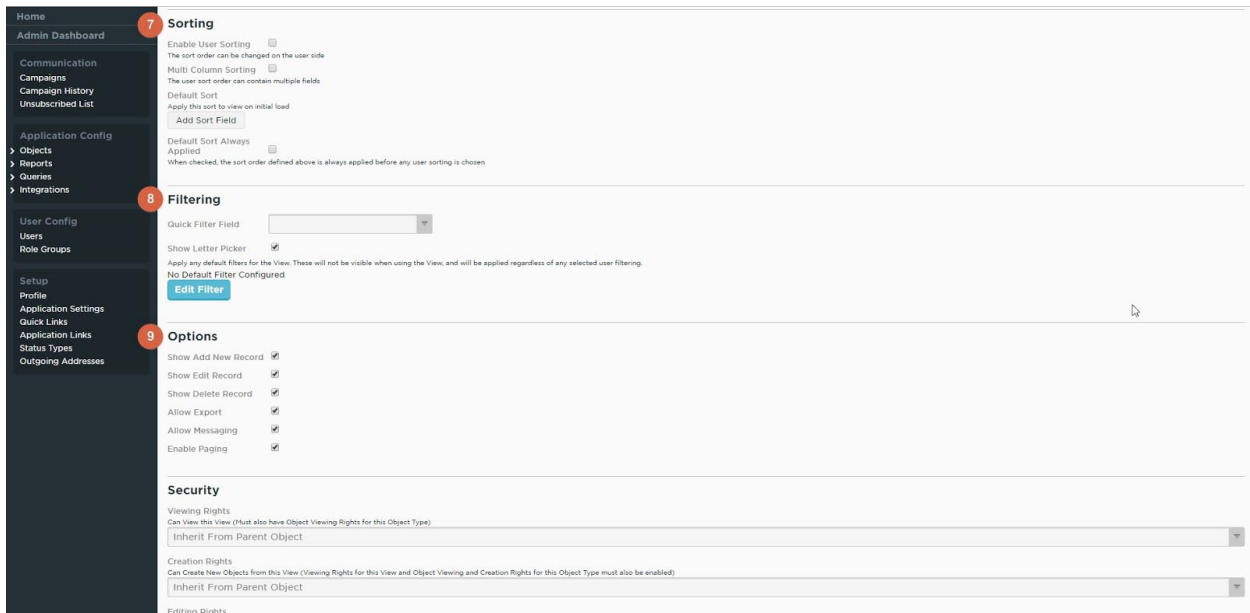 Home
Admin Dashboard
Communication
Campaigns
Campaign History
Unsubscribed List
Application Config
Objects
Reports
Queries
Integrations
User Config
Users
Role Groups
Setup
Profile
Application Settings
Quick Links
Application Links
Status Types
Outgoing Addresses
7
Sorting
Enable User Sorting
The sort order can be changed on the user side
Multi Column Sorting
The user sort order can contain multiple fields
Default Sort
Apply this sort to view on initial load
Add Sort Field
Default Sort Always
Applied
When checked, the sort order defined above is always applied before any user sorting is chosen
8
Filtering
Quick Filter Field
Show Letter Picker
Apply any default filters for the View. These will not be visible when using the View, and will be applied regardless of any selected user filtering.
No Default Filter Configured
Edit Filter
9
Options
Show Add New Record
Show Edit Record
Show Delete Record
Allow Export
Allow Messaging
Enable Paging
Security
Viewing Rights
Can View this View (Must also have Object Viewing Rights for this Object Type)
Inherit From Parent Object
Creation Rights
Can Create New Objects from this View (Viewing Rights for this View and Object Viewing and Creation Rights for this Object Type must also be enabled)
Inherit From Parent Object
Editing Rights